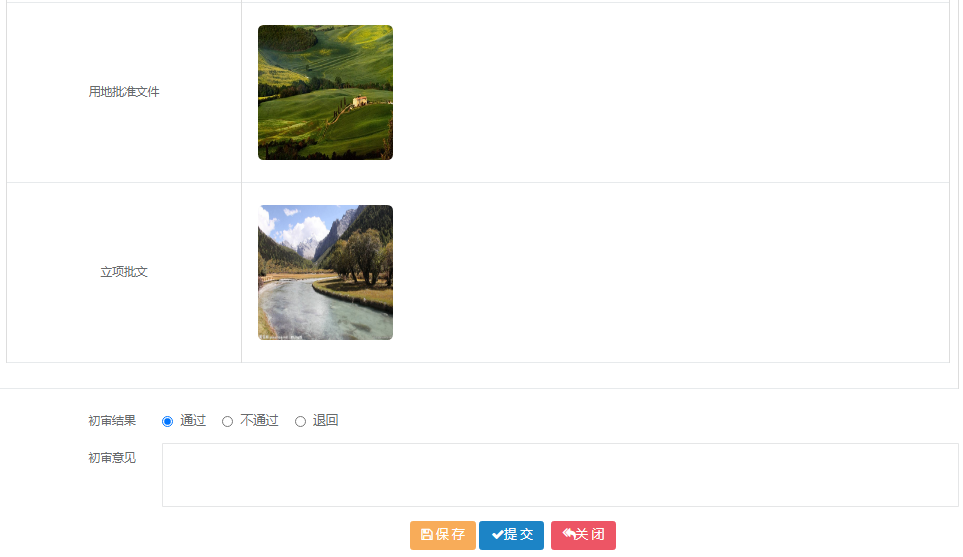 用地批准文件
立项批文
初审结果 通过 不通过 退回
初审意见
保存 提交 关闭